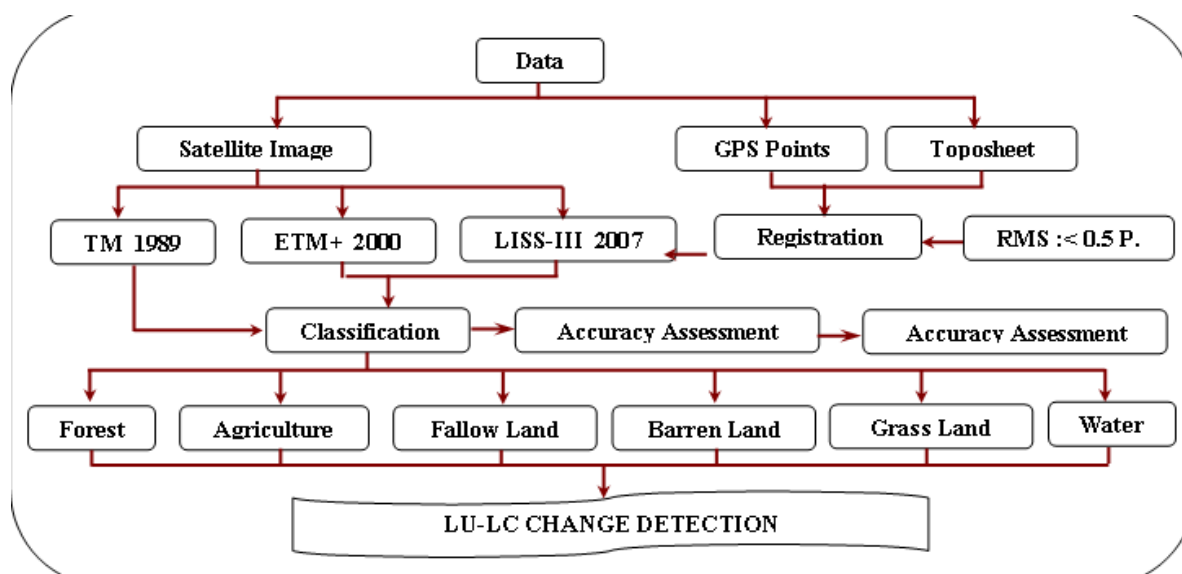 Data
Satellite Image
GPS Points
Toposheet
TM 1989
ETM+ 2000
LISS-III 2007
Registration
RMS :< 0.5 P.
Classification
Accuracy Assessment
Accuracy Assessment
Forest
Agriculture
Fallow Land
Barren Land
Grass Land
Water
LU-LC CHANGE DETECTION